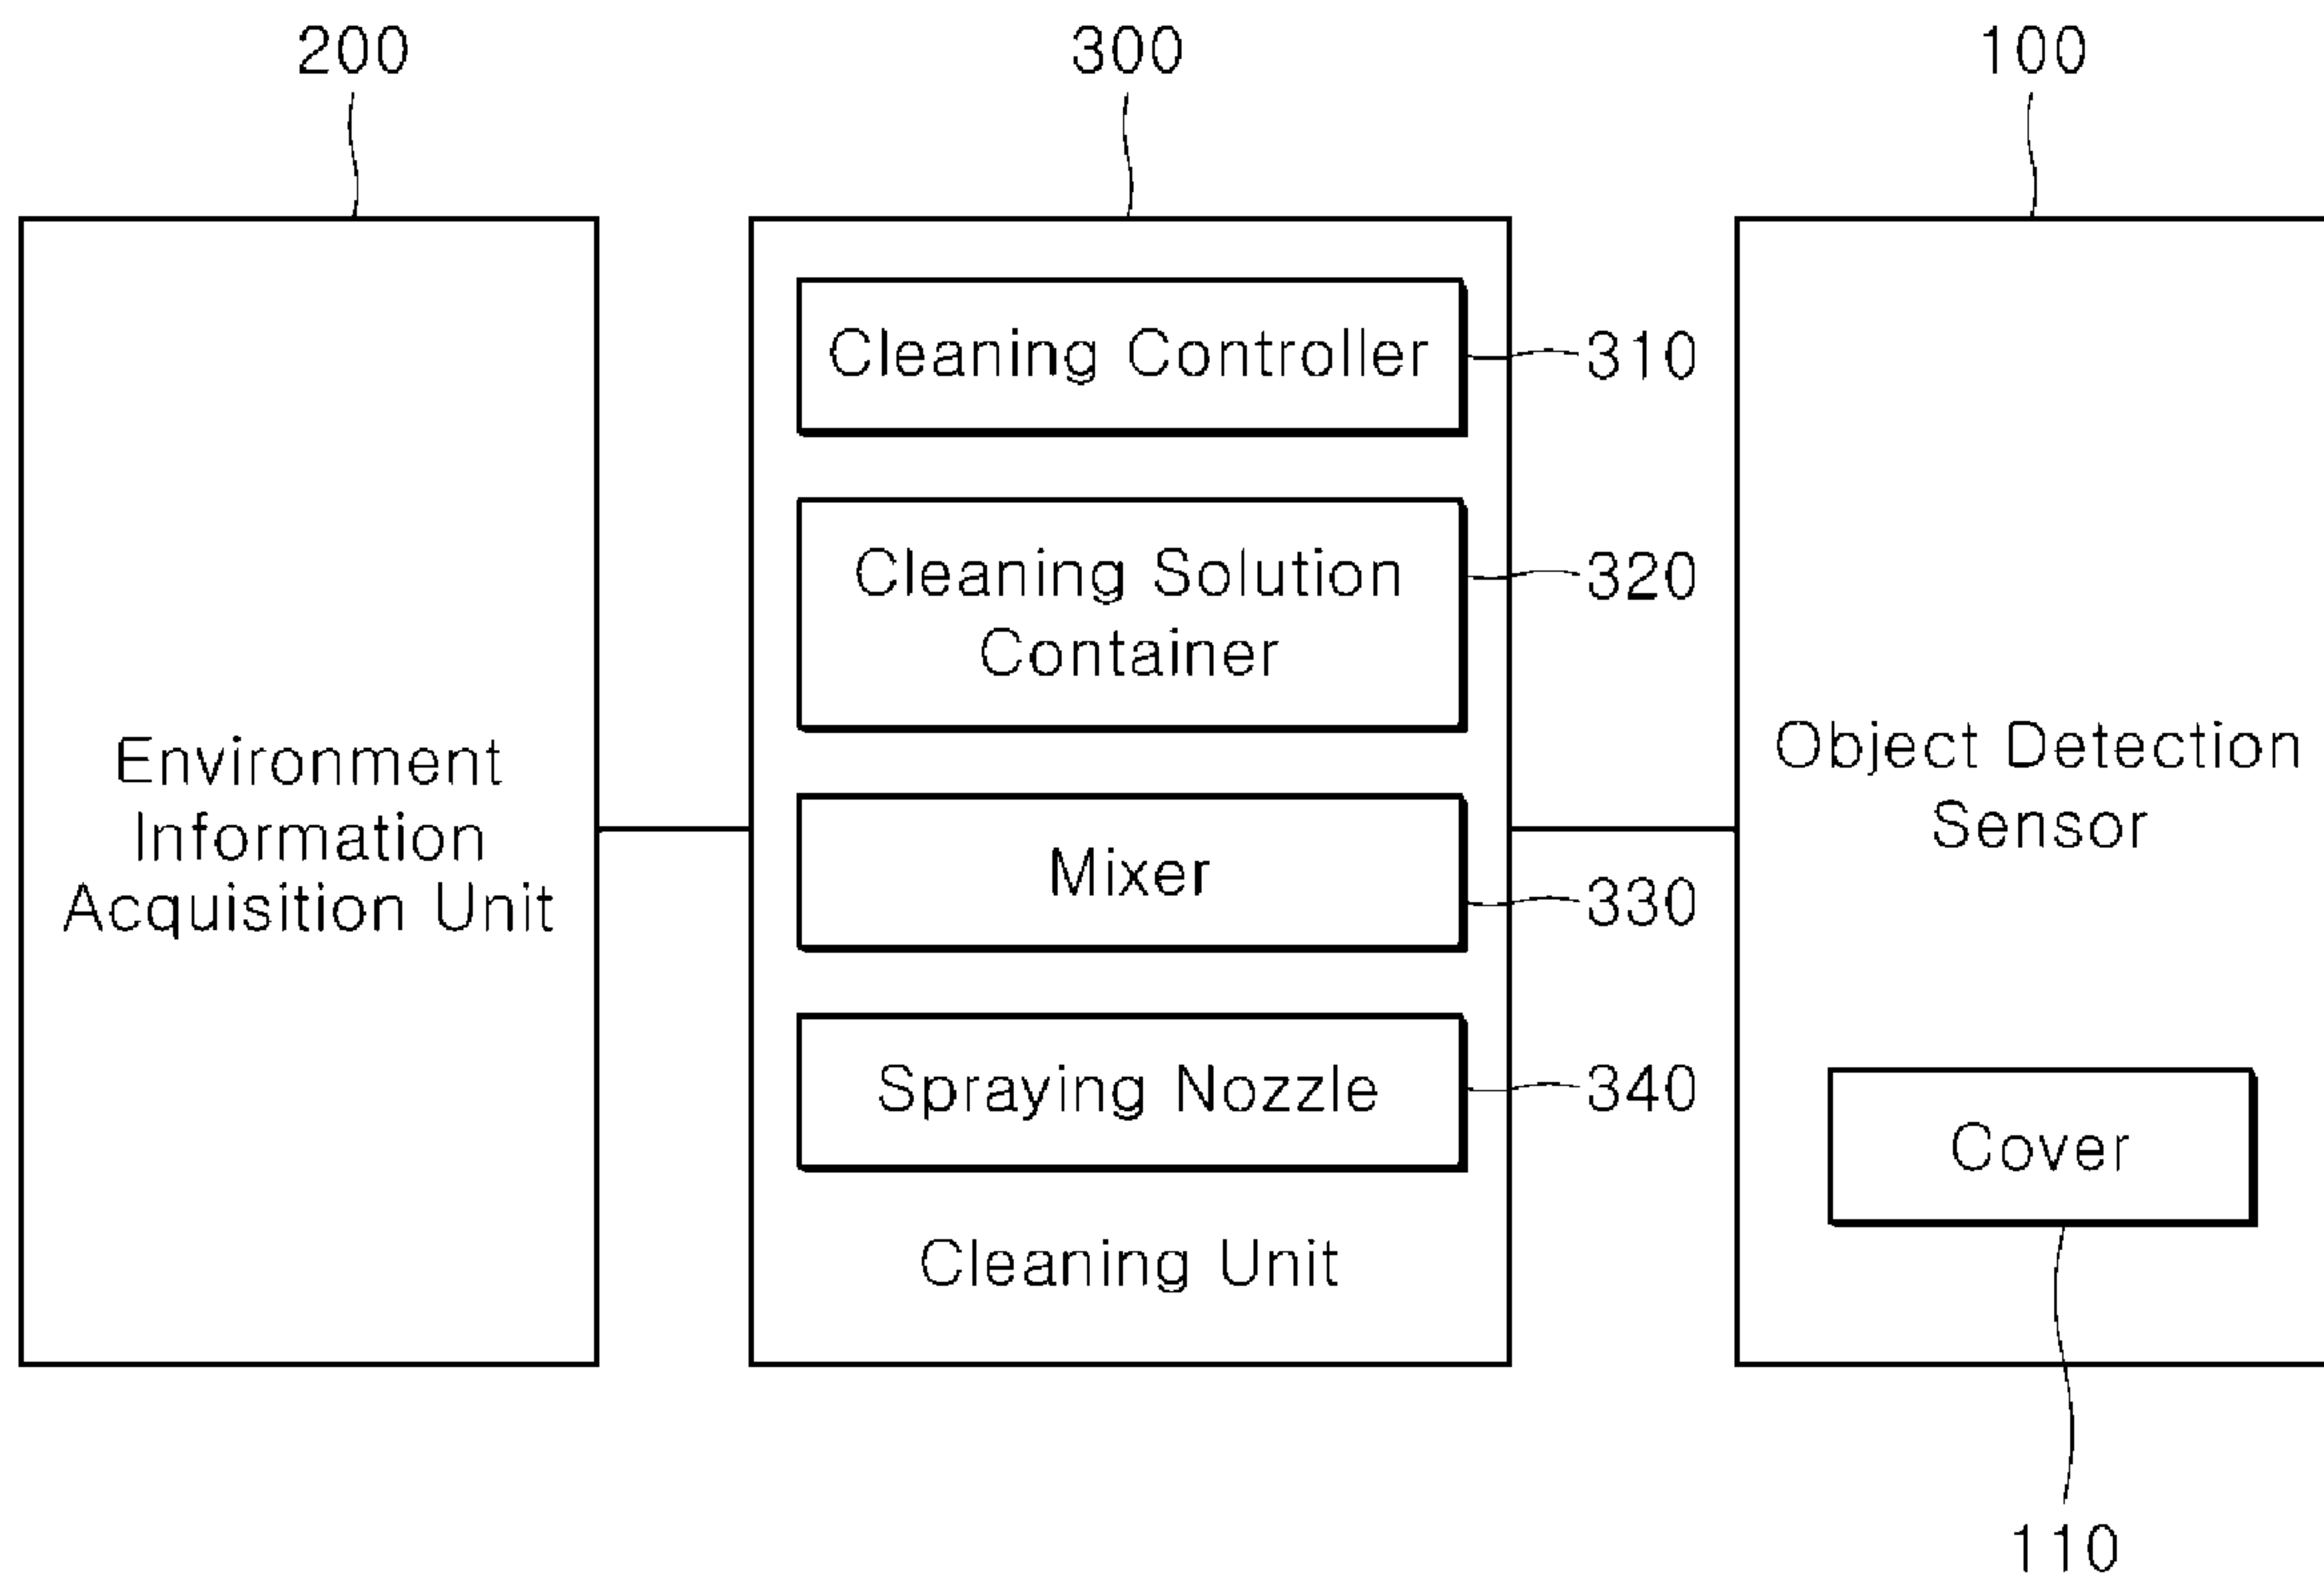 200
300
100
Environment
Information
Acquisition Unit
Cleaning Controller
310
Cleaning Solution
Container
320
Mixer
330
Spraying Nozzle
340
Cleaning Unit
Object Detection
Sensor
Cover
110